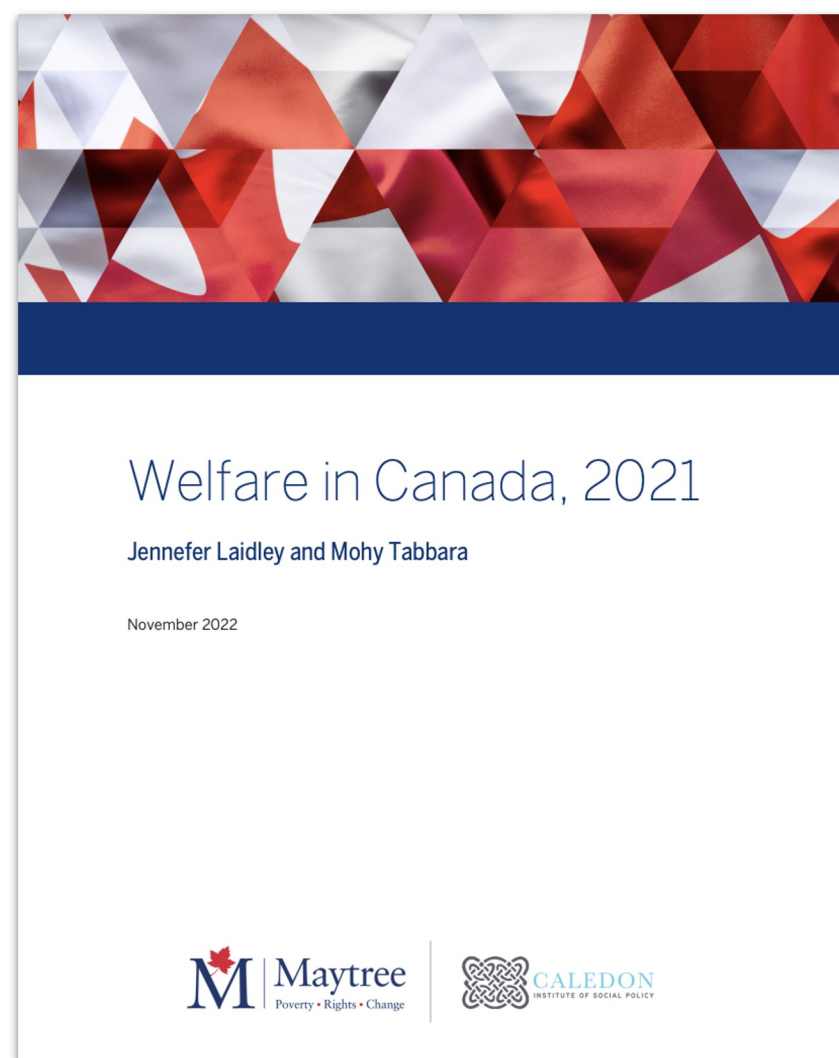 Welfare in Canada, 2021
Jennefer Laidley and Mohy Tabbara
November 2022
M Maytree
Poverty • Rights • Change
CALEDON
INSTITUTE OF SOCIAL POLICY